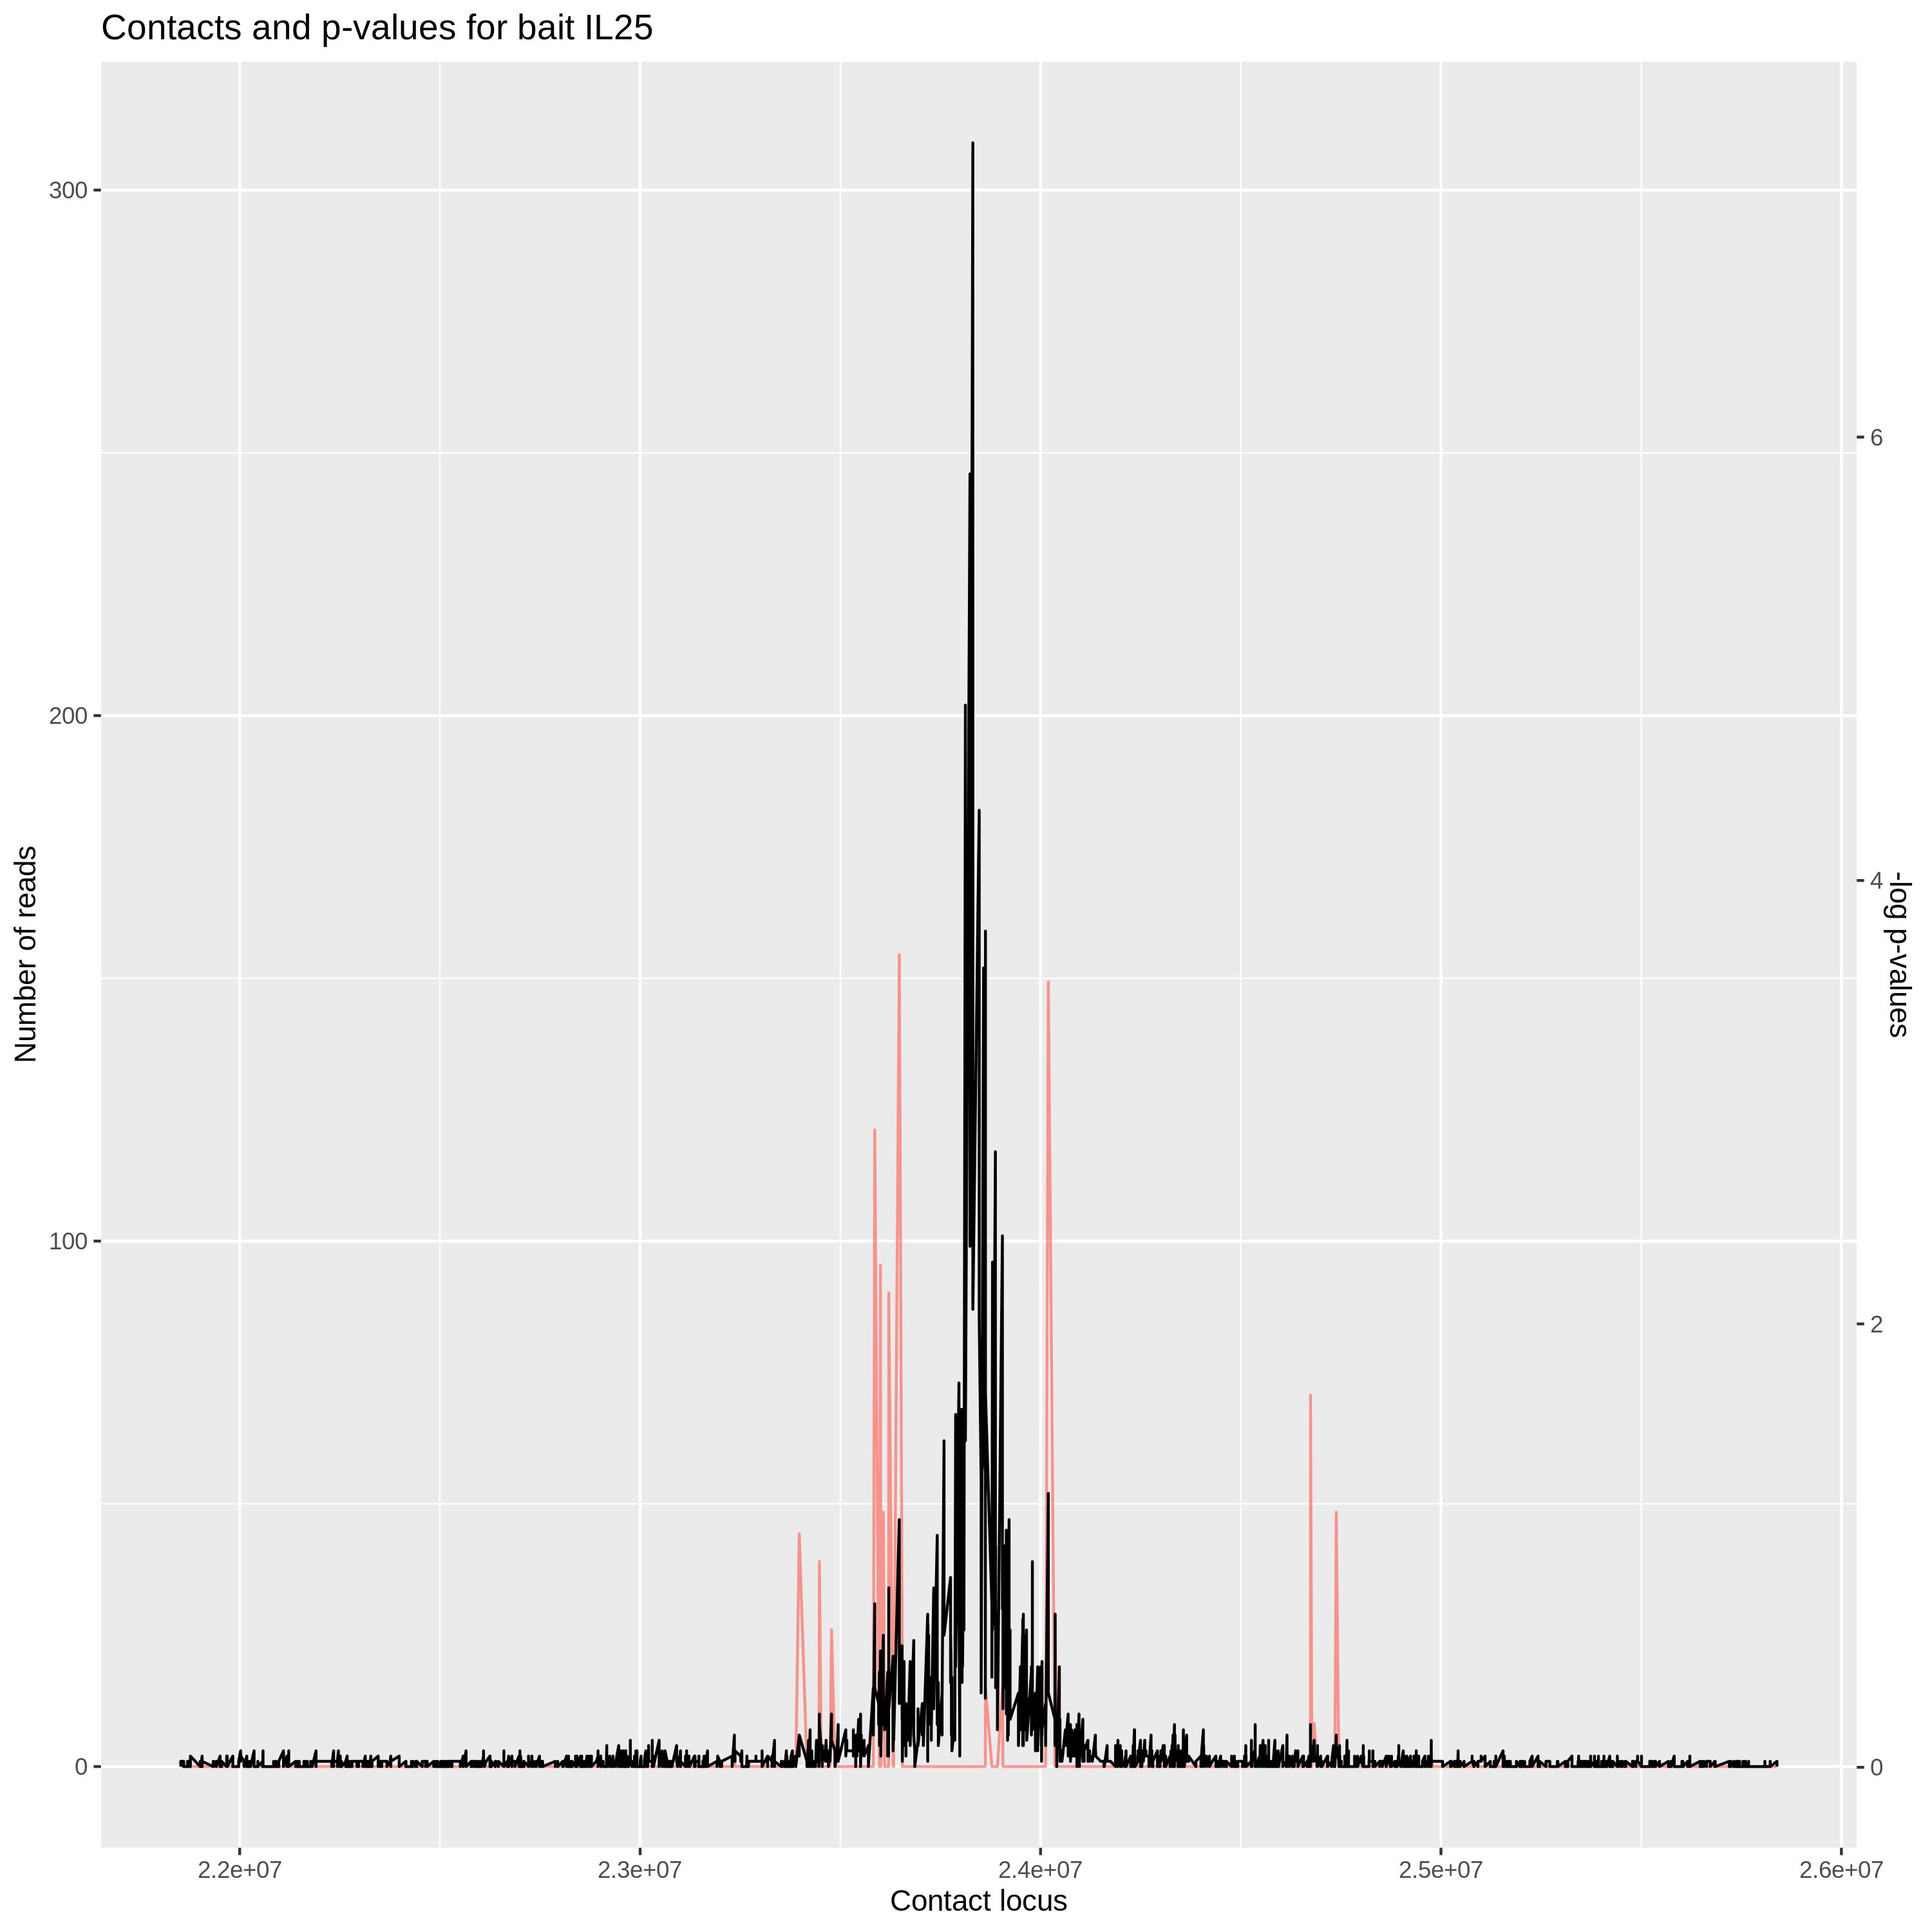 Contacts and p-values for bait IL25
300
200
100
0
Number of reads
6
4
2
0
-log p-values
2.2e+07
2.3e+07
2.4e+07
2.5e+07
2.6e+07
Contact locus